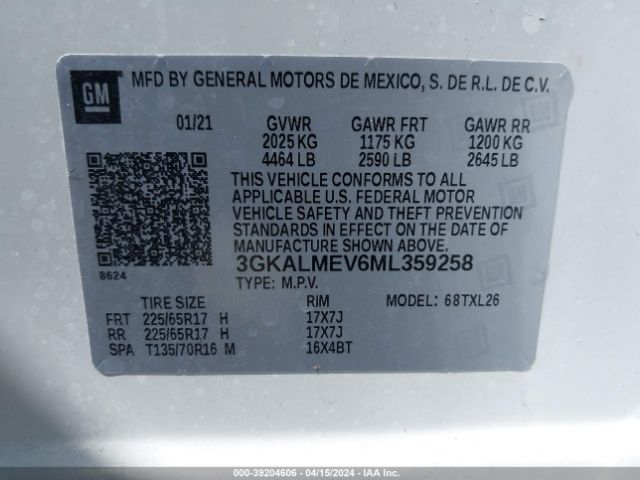 GM
MFD BY GENERAL MOTORS DE MEXICO, S. DE R.L. DE C.V.
01/21 GVWR GAWR FRT GAWR RR
2025 KG 1175 KG 1200 KG
4464 LB 2590 LB 2645 LB
THIS VEHICLE CONFORMS TO ALL
APPLICABLE U.S. FEDERAL MOTOR
VEHICLE SAFETY AND THEFT PREVENTION
STANDARDS IN EFFECT ON THE DATE OF
MANUFACTURE SHOWN ABOVE.
8624
3GKALMEV6ML359258
TYPE: M.P.V.
TIRE SIZE RIM MODEL: 68TXL26
FRT 225/65R17 H 17X7J
RR 225/65R17 H 17X7J
SPA T135/70R16 M 16X4BT
000-39204606 - 04/15/2024 - IAA Inc.